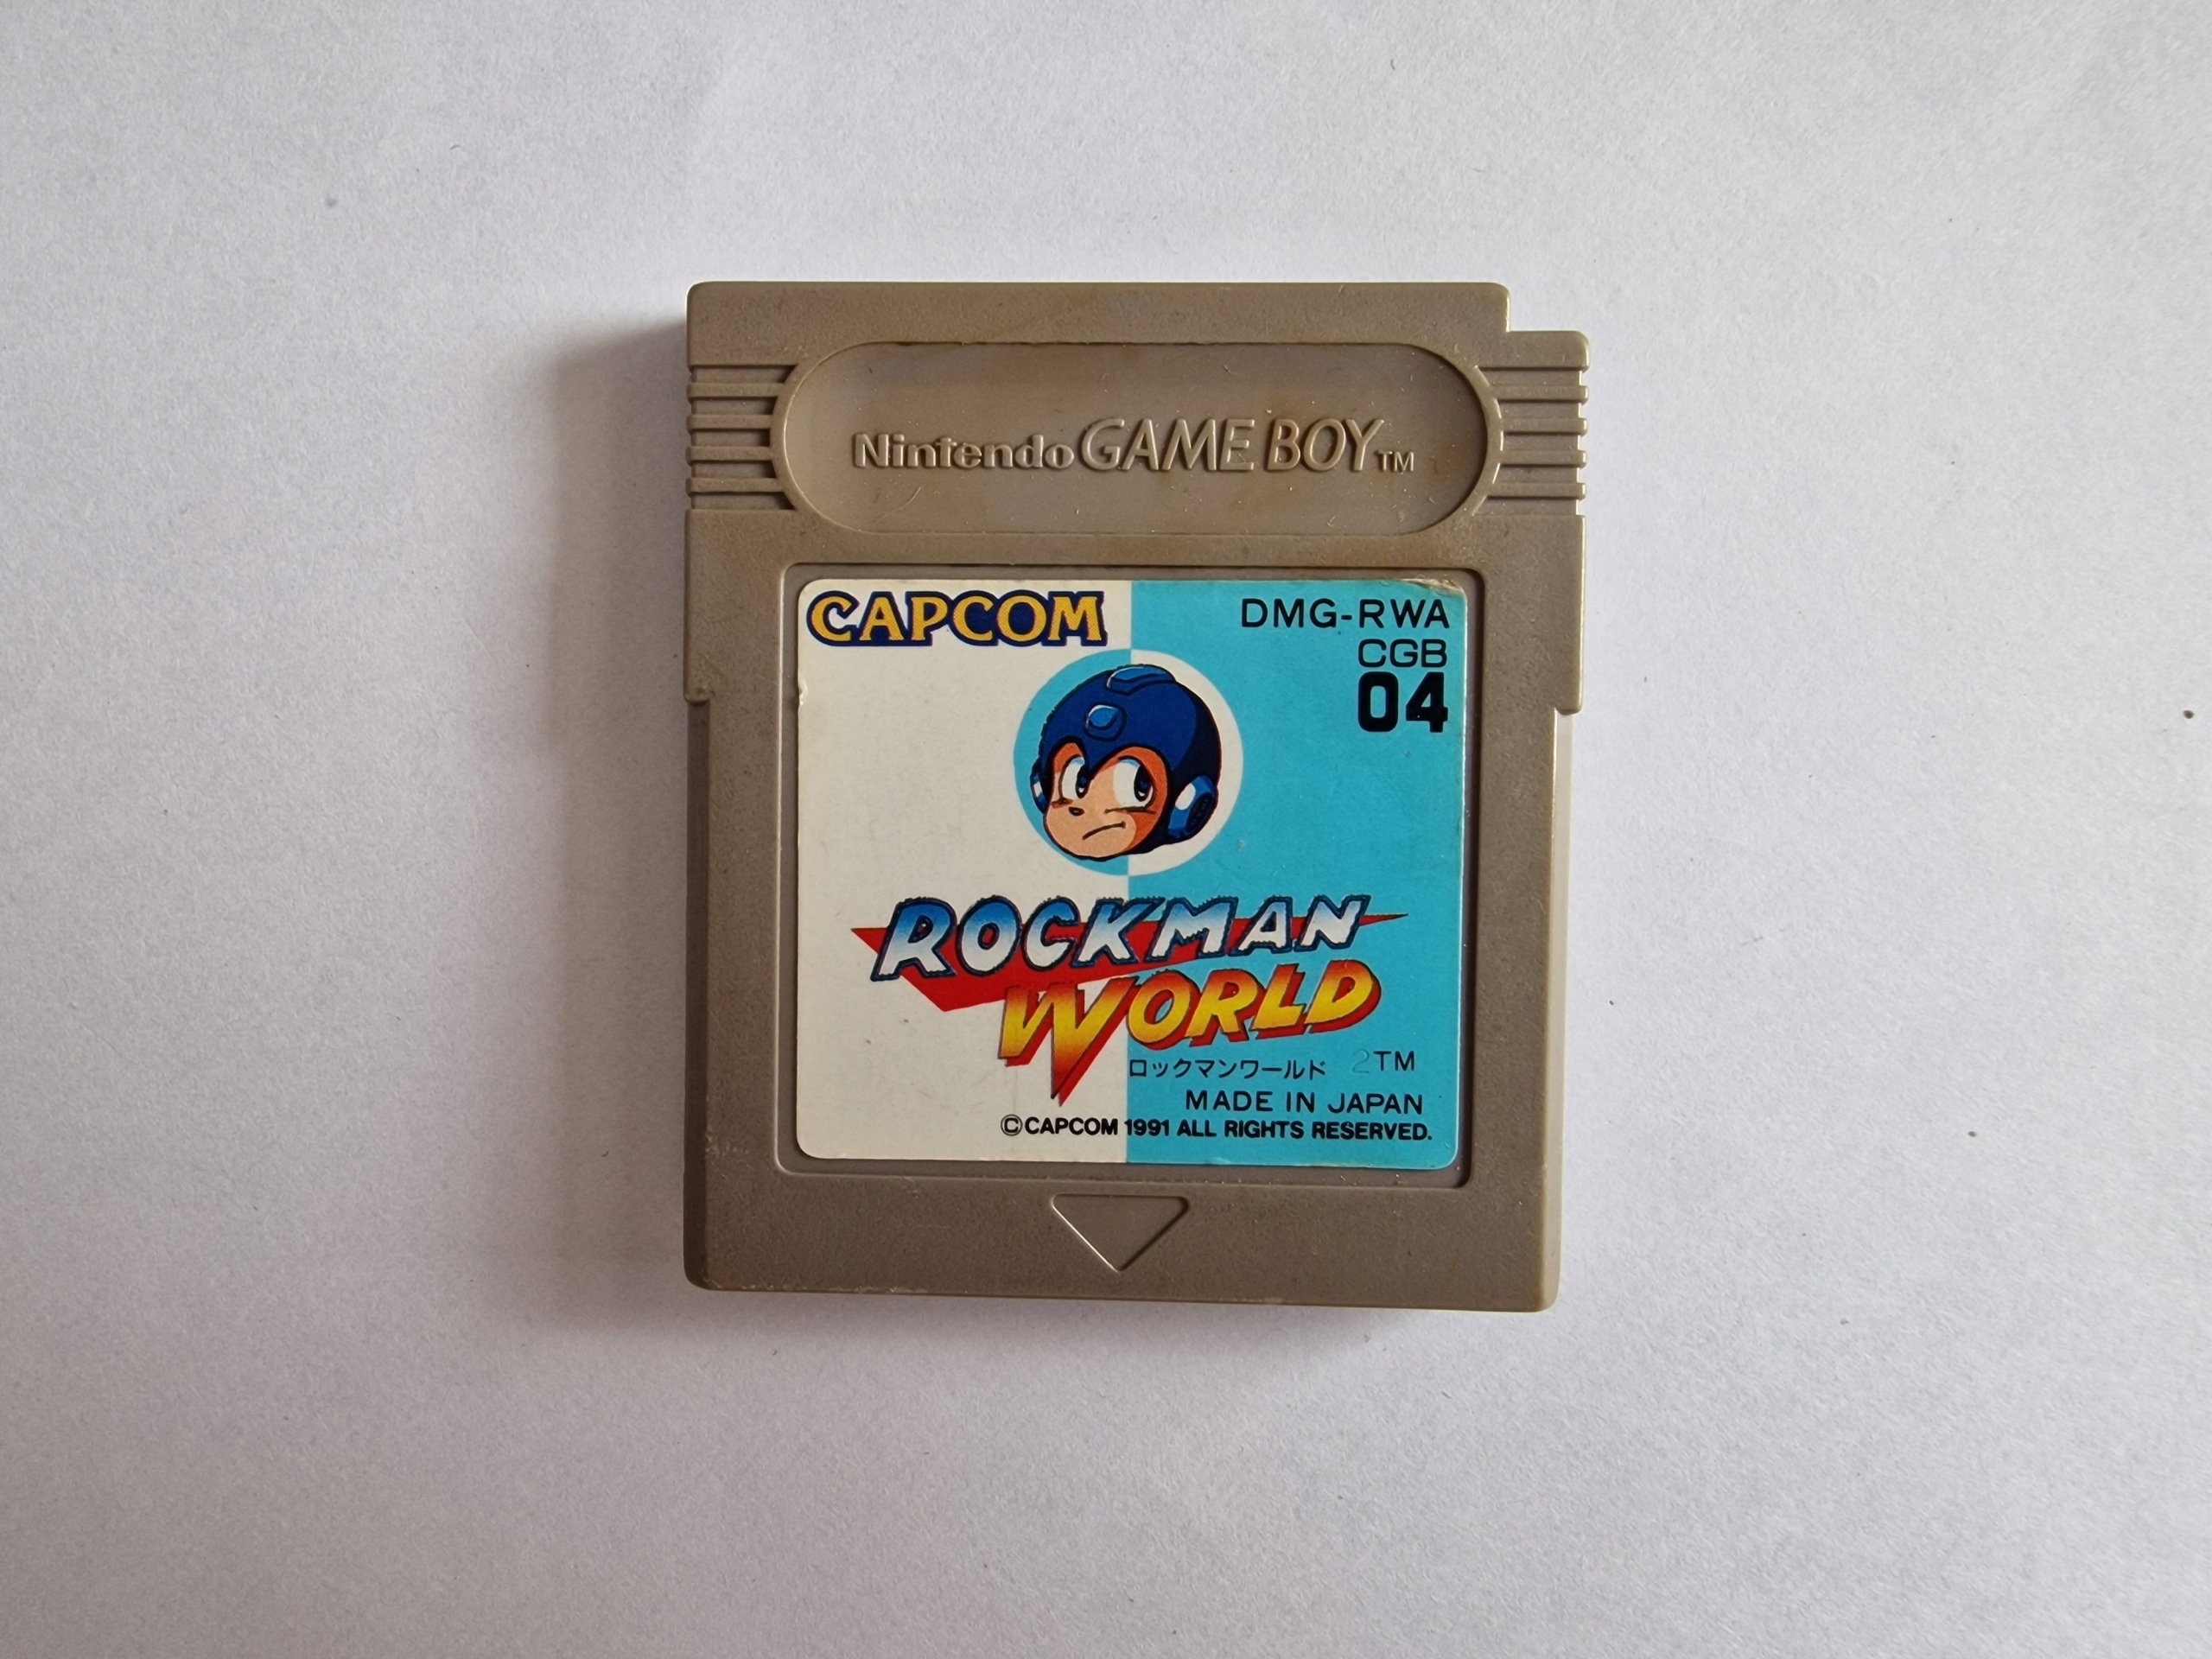 Nintendo GAME BOY TM
CAPCOM
DMG-RWA
CGB
04
ROCKMAN
WORLD
ロックマンワールド TM
MADE IN JAPAN
©CAPCOM 1991 ALL RIGHTS RESERVED.